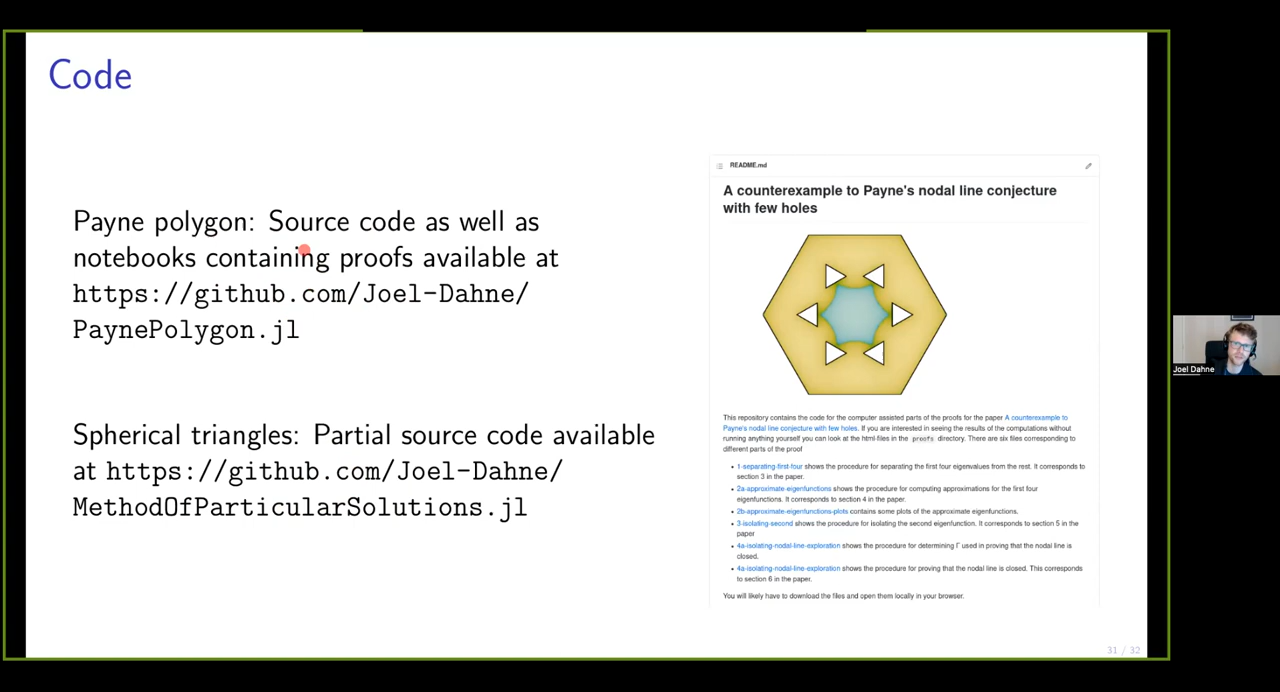 Code
Payne polygon: Source code as well as
notebooks containing proofs available at
https://github.com/Joel-Dahne/
PaynePolygon.jl
Spherical triangles: Partial source code available
at https://github.com/Joel-Dahne/
MethodOfParticularSolutions.jl
README.md
A counterexample to Payne's nodal line conjecture
with few holes
This repository contains the code for the computer assisted parts of the proofs for the paper A counterexample to
Payne's nodal line conjecture with few holes. If you are interested in seeing the results of the computations without
running anything yourself you can look at the html-files in the proofs directory. There are six files corresponding to
different parts of the proof
• 1-separating-first-four shows the procedure for separating the first four eigenvalues from the rest. It corresponds to
section 3 in the paper.
• 2a-approximate-eigenfunctions shows the procedure for computing approximations for the first four
eigenfunctions. It corresponds to section 4 in the paper.
• 2b-approximate-eigenfunctions-plots contains some plots of the approximate eigenfunctions.
• 3-isolating-second shows the procedure for isolating the second eigenfunction. It corresponds to section 5 in the
paper
• 4a-isolating-nodal-line-exploration shows the procedure for determining Γ used in proving that the nodal line is
closed.
• 4a-isolating-nodal-line-exploration shows the procedure for proving that the nodal line is closed. This corresponds
to section 6 in the paper.
You will likely have to download the files and open them locally in your browser.
Joel Dahne
31 / 32